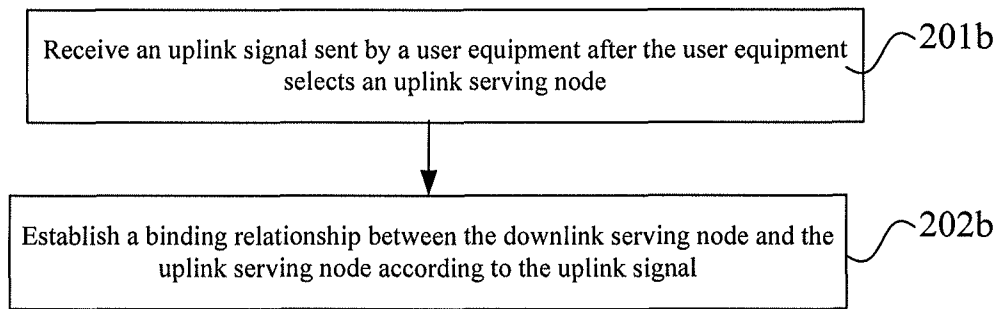 Receive an uplink signal sent by a user equipment after the user equipment
selects an uplink serving node
201b
Establish a binding relationship between the downlink serving node and the
uplink serving node according to the uplink signal
202b